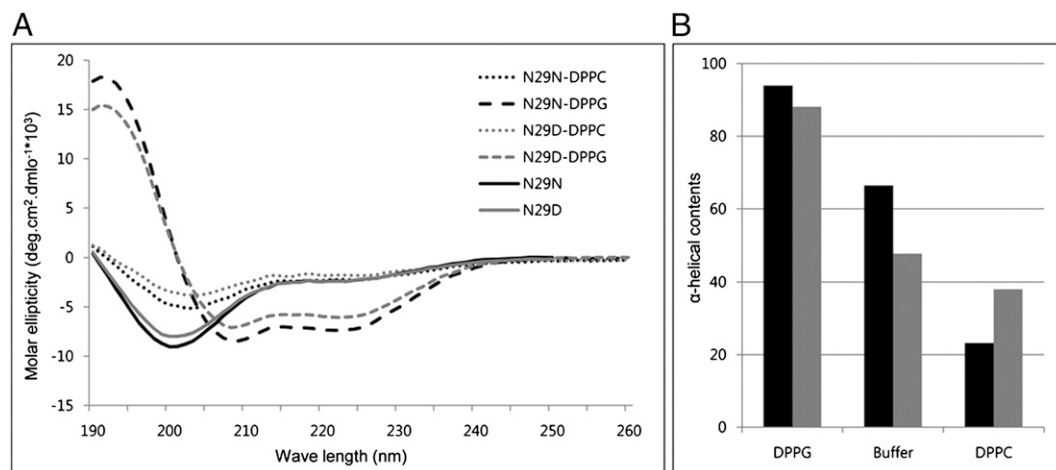 A
Molar ellipticity (deg.cm².dmlo⁻¹*10³)
20
15
10
5
0
-5
-10
-15
190
200
210
220
230
240
250
260
Wave length (nm)
N29N-DPPC
N29N-DPPG
N29D-DPPC
N29D-DPPG
N29N
N29D
B
α-helical contents
100
80
60
40
20
0
DPPG
Buffer
DPPC